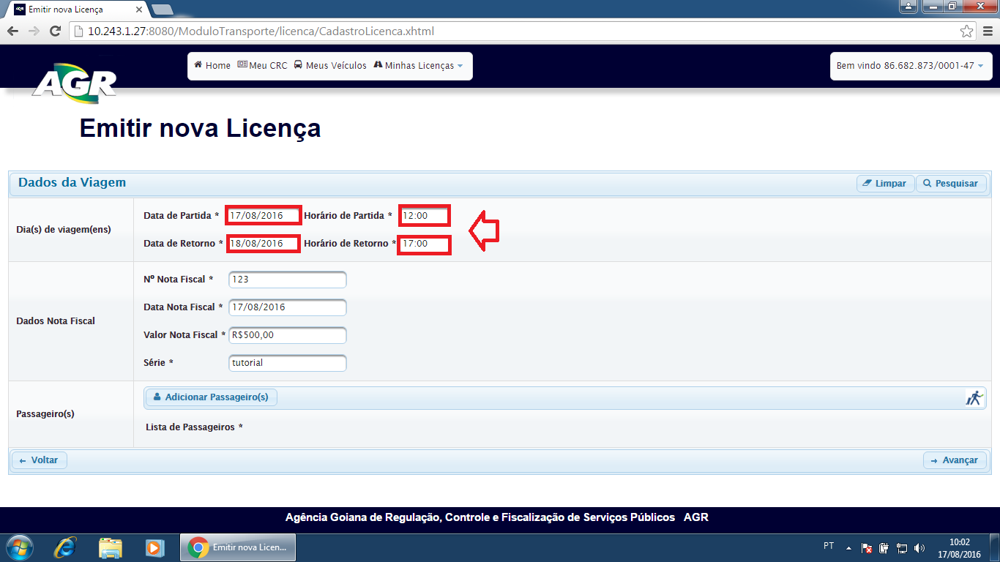 Emitir nova Licença
10.243.1.27:8080/ModuloTransporte/licenca/CadastroLicenca.xhtml
AGR
Home Meu CRC Meus Veículos Minhas Licenças
Bem vindo 86.682.873/0001-47
Emitir nova Licença
Dados da Viagem
Limpar Pesquisar
Dia(s) de viagem(ens)
Data de Partida * 17/08/2016 Horário de Partida * 12:00
Data de Retorno * 18/08/2016 Horário de Retorno * 17:00
Dados Nota Fiscal
Nº Nota Fiscal * 123
Data Nota Fiscal * 17/08/2016
Valor Nota Fiscal * R$500,00
Série * tutorial
Passageiro(s)
Adicionar Passageiro(s)
Lista de Passageiros *
Voltar Avançar
Agência Goiana de Regulação, Controle e Fiscalização de Serviços Públicos AGR
Emitir nova Licen...
PT
10:02
17/08/2016